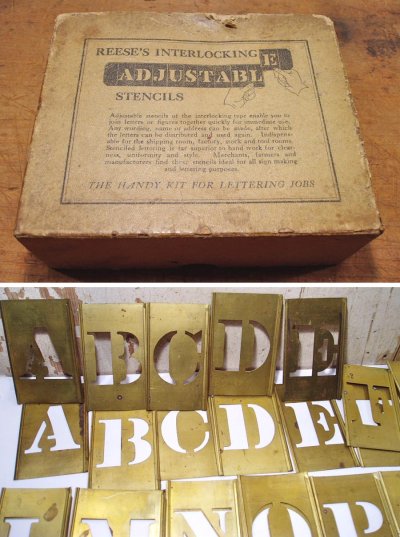 REESE'S INTERLOCKING
ADJUSTABLE
STENCILS
Adjustable stencils of the interlocking type enable you to
join letters or figures together quickly for immediate use.
Any wording, name or address can be made, after which
the letters can be distributed and used again. Indispens-
able for the shipping room, factory, stock and tool rooms.
Stenciled lettering is far superior to hand work for clear-
ness, uniformity and style. Merchants, farmers and
manufacturers find these stencils ideal for all sign making
and lettering purposes.
THE HANDY KIT FOR LETTERING JOBS
A B C D E
A B C D E F
L M N O P